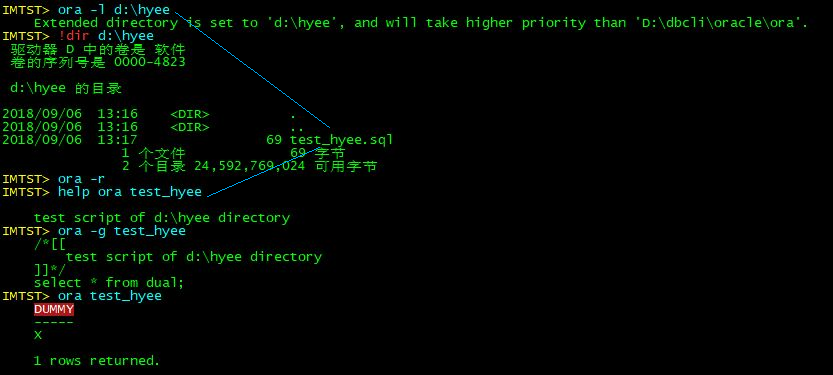 IMTST> ora -l d:\hyee
Extended directory is set to 'd:\hyee', and will take higher priority than 'D:\dbcli\oracle\ora'.
IMTST> !dir d:\hyee
驱动器 D 中的卷是 软件
卷的序列号是 0000-4823
d:\hyee 的目录
2018/09/06 13:16 <DIR> .
2018/09/06 13:16 <DIR> ..
2018/09/06 13:17 69 test_hyee.sql
1 个文件 69 字节
2 个目录 24,592,769,024 可用字节
IMTST> ora -r
IMTST> help ora test_hyee
test script of d:\hyee directory
IMTST> ora -g test_hyee
/*[[
test script of d:\hyee directory
]]*/
select * from dual;
IMTST> ora test_hyee
DUMMY
-----
X
1 rows returned.